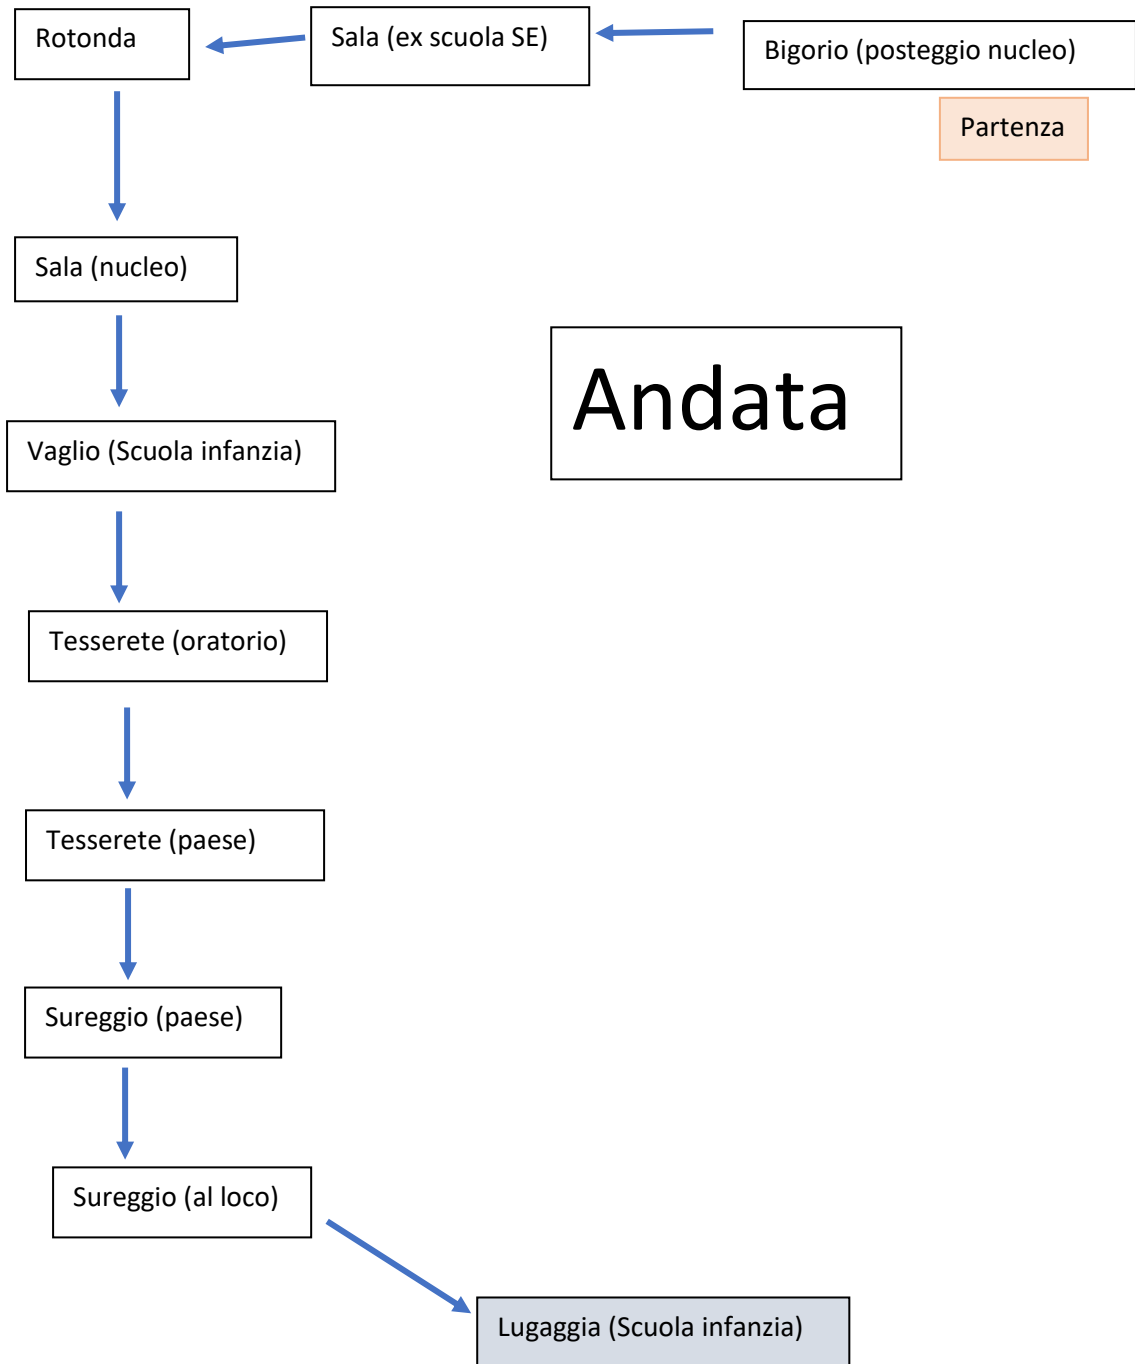 Rotonda
Sala (ex scuola SE)
Bigorio (posteggio nucleo)
Partenza
Sala (nucleo)
Andata
Vaglio (Scuola infanzia)
Tesserete (oratorio)
Tesserete (paese)
Sureggio (paese)
Sureggio (al loco)
Lugaggia (Scuola infanzia)